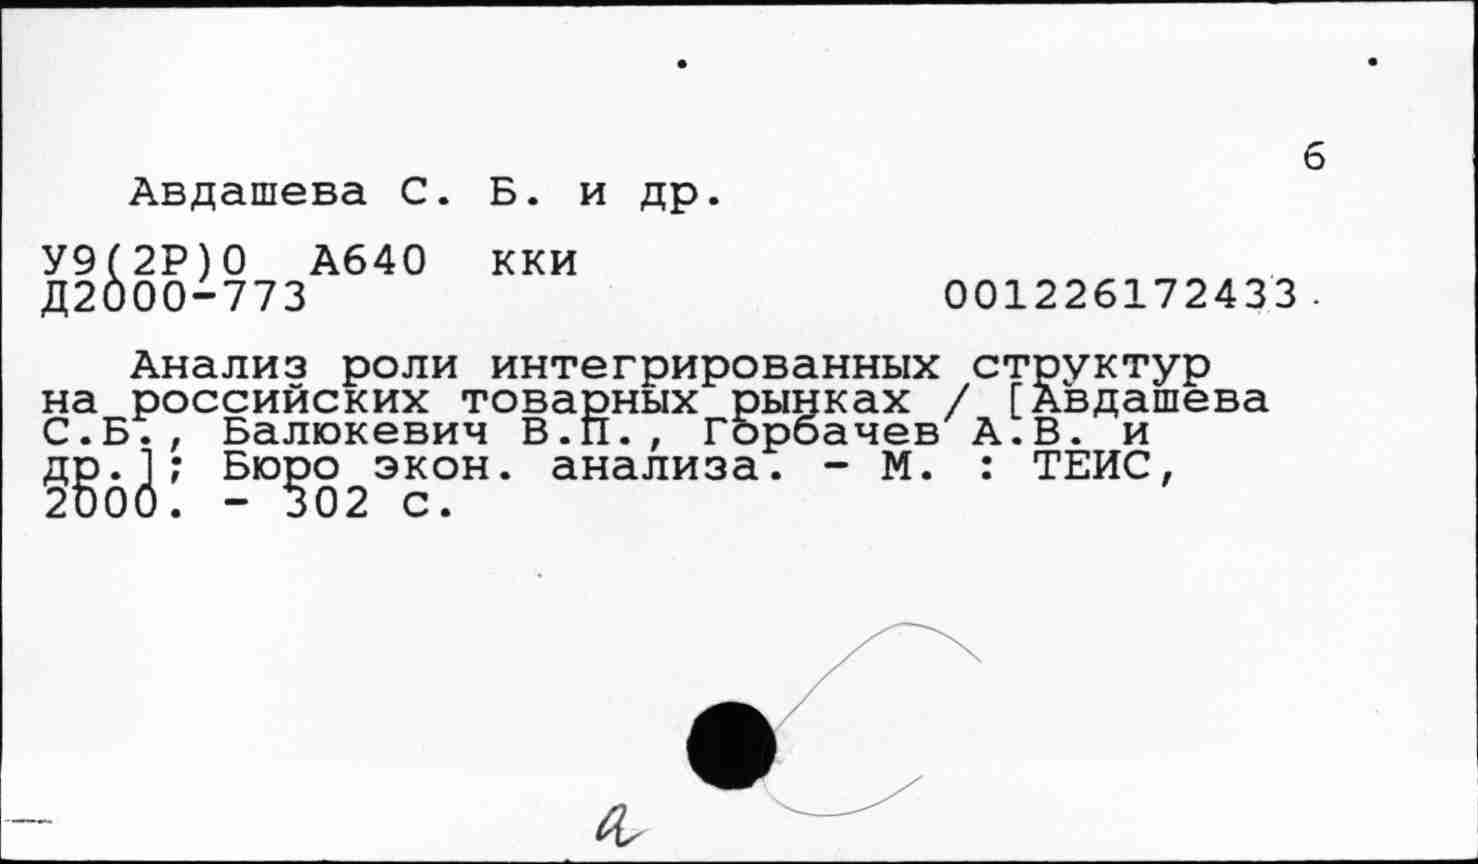 б
Авдашева С. Б. и др.
У9(2Р)0 А640 кки
Д2000-773 001226172433.
Анализ роли интегрированных структур
на российских товарных рынках / [Авдашева
С.Б., Балюкевич В.П., Горбачев А.В. и
др.]; Бюро экон. анализа. - М. : ТЕИС,
2000. - 302 с.
а